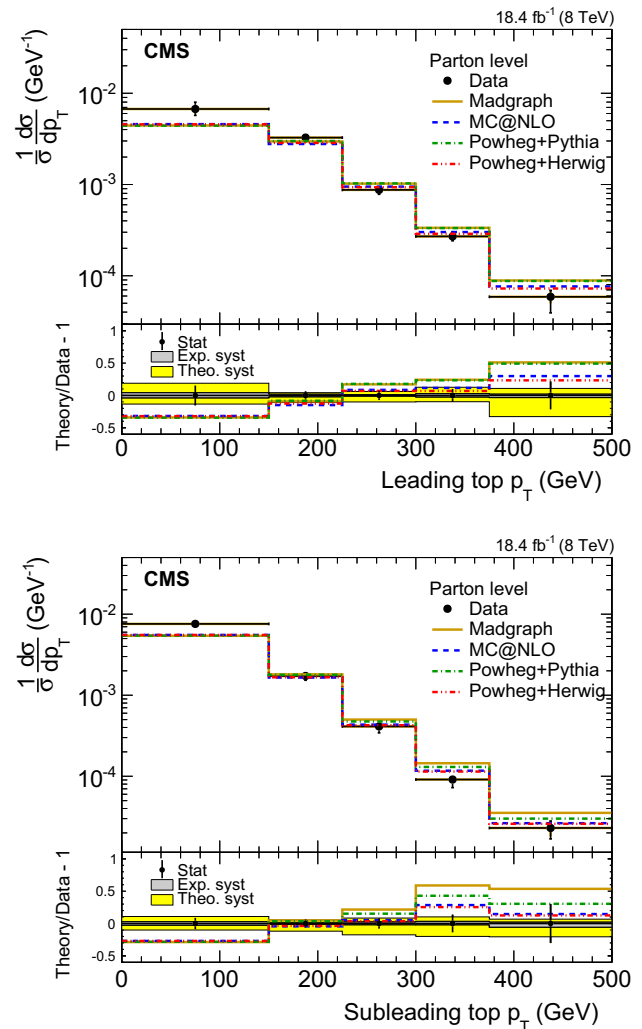 18.4 fb⁻¹ (8 TeV)
CMS
Parton level
Data
Madgraph
MC@NLO
Powheg+Pythia
Powheg+Herwig
1/σ dσ/dp_T (GeV⁻¹)
10⁻²
10⁻³
10⁻⁴
Theory/Data - 1
1
0.5
0
-0.5
Stat
Exp. syst
Theo. syst
0 100 200 300 400 500
Leading top p_T (GeV)
18.4 fb⁻¹ (8 TeV)
CMS
Parton level
Data
Madgraph
MC@NLO
Powheg+Pythia
Powheg+Herwig
1/σ dσ/dp_T (GeV⁻¹)
10⁻²
10⁻³
10⁻⁴
Theory/Data - 1
1
0.5
0
-0.5
Stat
Exp. syst
Theo. syst
0 100 200 300 400 500
Subleading top p_T (GeV)